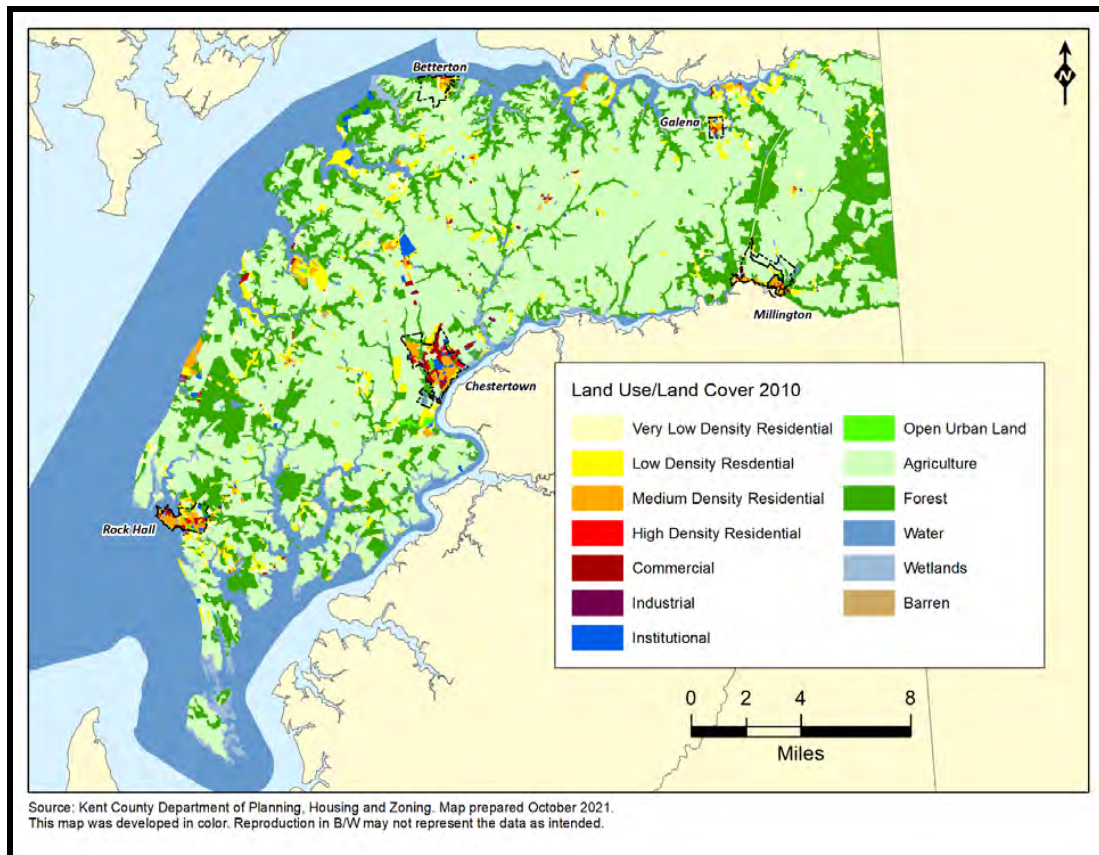 Betterton
N
Galena
Millington
Chestertown
Rock Hall
Land Use/Land Cover 2010
Very Low Density Residential
Low Density Resdential
Medium Density Residential
High Density Residential
Commercial
Industrial
Institutional
Open Urban Land
Agriculture
Forest
Water
Wetlands
Barren
0 2 4 8
Miles
Source: Kent County Department of Planning, Housing and Zoning. Map prepared October 2021.
This map was developed in color. Reproduction in B/W may not represent the data as intended.